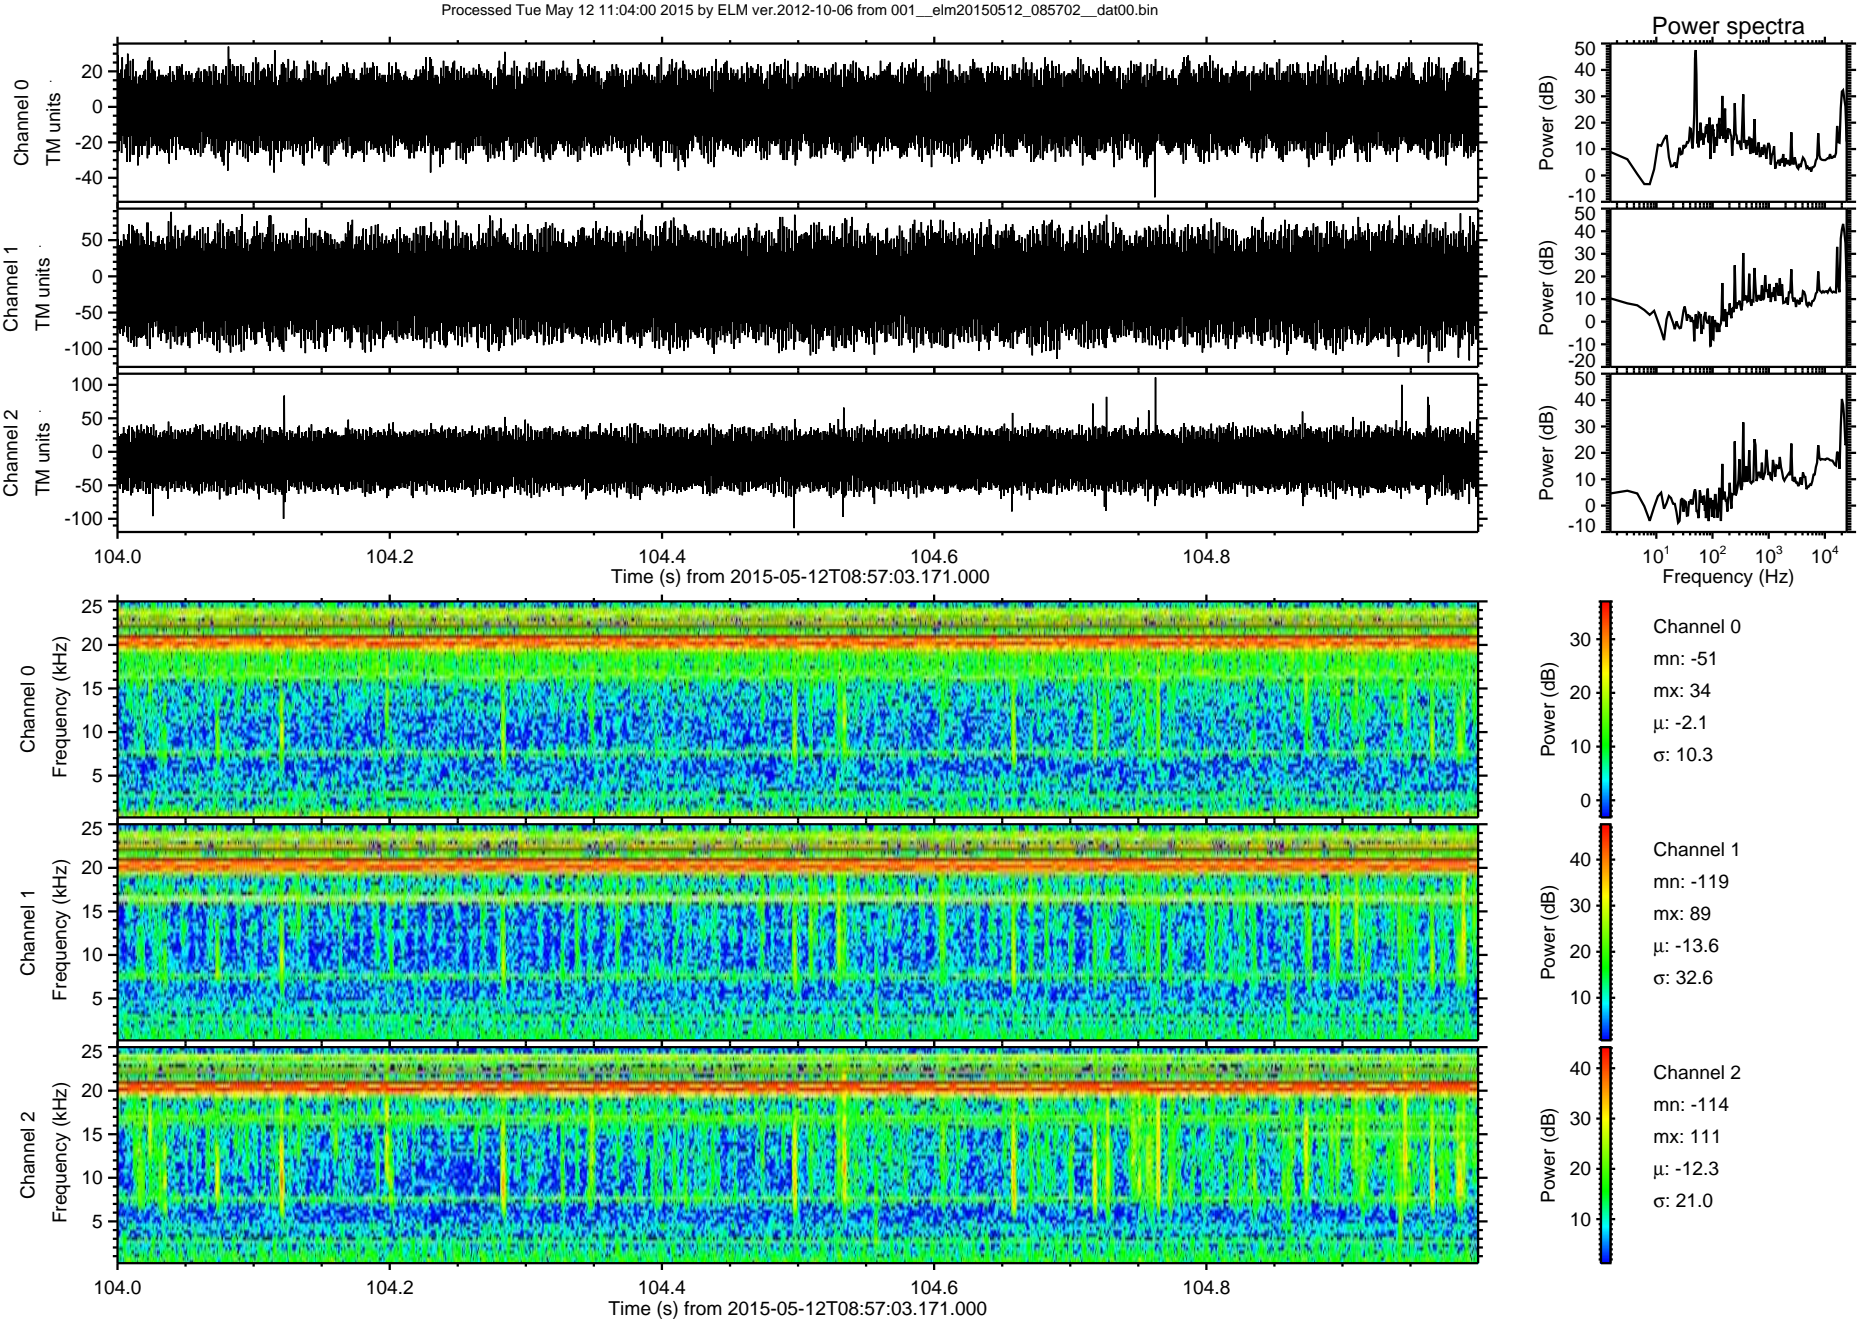 Processed Tue May 12 11:04:00 2015 by ELM ver.2012-10-06 from 001__elm20150512_085702__dat00.bin
Power spectra
Channel 0
TM units
20
0
-20
-40
Power (dB)
50
40
30
20
10
0
-10
Channel 1
TM units
50
0
-50
-100
Power (dB)
50
40
30
20
10
0
-10
-20
Channel 2
TM units
100
50
0
-50
-100
Power (dB)
50
40
30
20
10
0
-10
104.0 104.2 104.4 104.6 104.8
Time (s) from 2015-05-12T08:57:03.171.000
10^1 10^2 10^3 10^4
Frequency (Hz)
Channel 0
Frequency (kHz)
25
20
15
10
5
Power (dB)
30
20
10
0
Channel 0
mn: -51
mx: 34
μ: -2.1
σ: 10.3
Channel 1
Frequency (kHz)
25
20
15
10
5
Power (dB)
40
30
20
10
Channel 1
mn: -119
mx: 89
μ: -13.6
σ: 32.6
Channel 2
Frequency (kHz)
25
20
15
10
5
Power (dB)
40
30
20
10
Channel 2
mn: -114
mx: 111
μ: -12.3
σ: 21.0
104.0 104.2 104.4 104.6 104.8
Time (s) from 2015-05-12T08:57:03.171.000